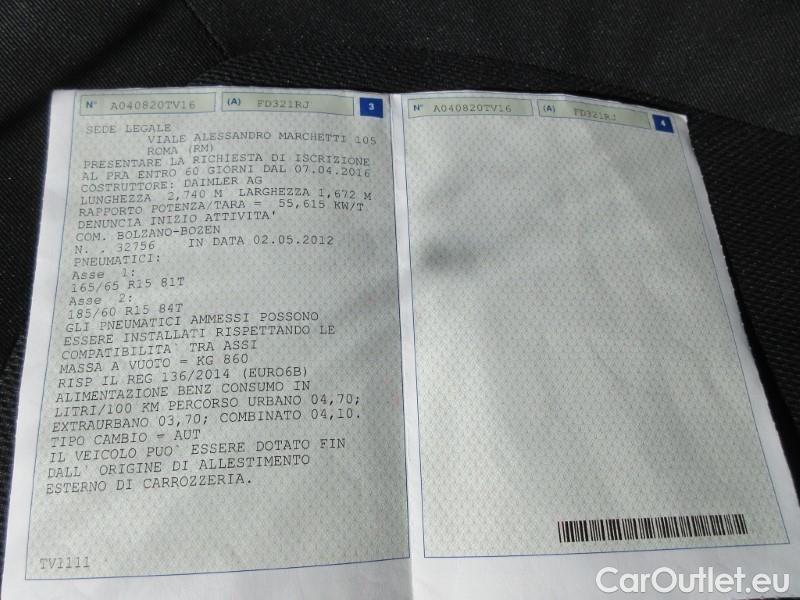 N° A040820TV16 (A) FD321RJ 3
SEDE LEGALE
VIALE ALESSANDRO MARCHETTI 105
ROMA (RM)
PRESENTARE LA RICHIESTA DI ISCRIZIONE
AL PRA ENTRO 60 GIORNI DAL 07.04.2016
COSTRUTTORE: DAIMLER AG
LUNGHEZZA 2,740 M LARGHEZZA 1,672 M
RAPPORTO POTENZA/TARA = 55,615 KW/T
DENUNCIA INIZIO ATTIVITA'
COM. BOLZANO-BOZEN
N. . 32756 IN DATA 02.05.2012
PNEUMATICI:
Asse 1:
165/65 R15 81T
Asse 2:
185/60 R15 84T
GLI PNEUMATICI AMMESSI POSSONO
ESSERE INSTALLATI RISPETTANDO LE
COMPATIBILITA` TRA ASSI
MASSA A VUOTO = KG 860
RISP IL REG 136/2014 (EURO6B)
ALIMENTAZIONE BENZ CONSUMO IN
LITRI/100 KM PERCORSO URBANO 04,70;
EXTRAURBANO 03,70; COMBINATO 04,10.
TIPO CAMBIO = AUT
IL VEICOLO PUO` ESSERE DOTATO FIN
DALL` ORIGINE DI ALLESTIMENTO
ESTERNO DI CARROZZERIA.
TV1111
N° A040820TV16 (A) FD321RJ 4
CarOutlet.eu